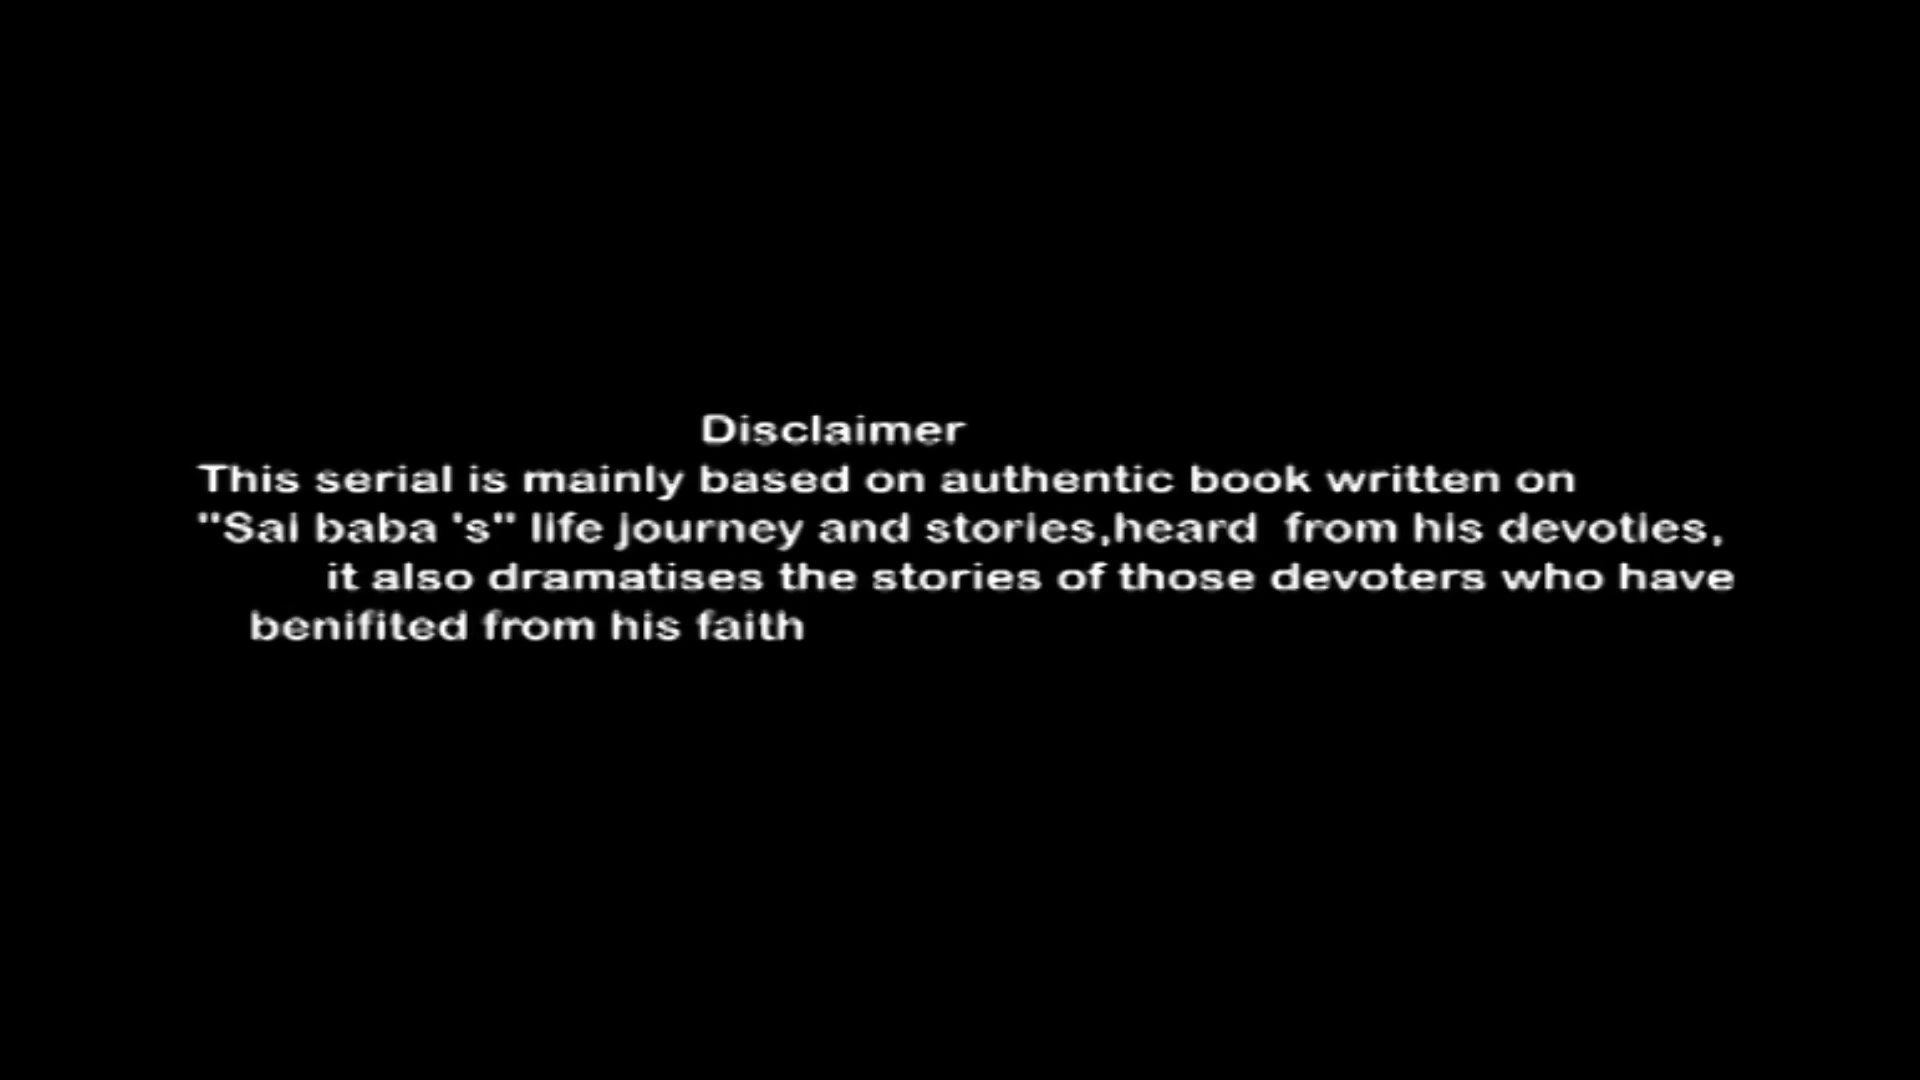 Disclaimer
This serial is mainly based on authentic book written on
"Sai baba 's" life journey and stories,heard from his devoties,
it also dramatises the stories of those devoters who have
benifited from his faith